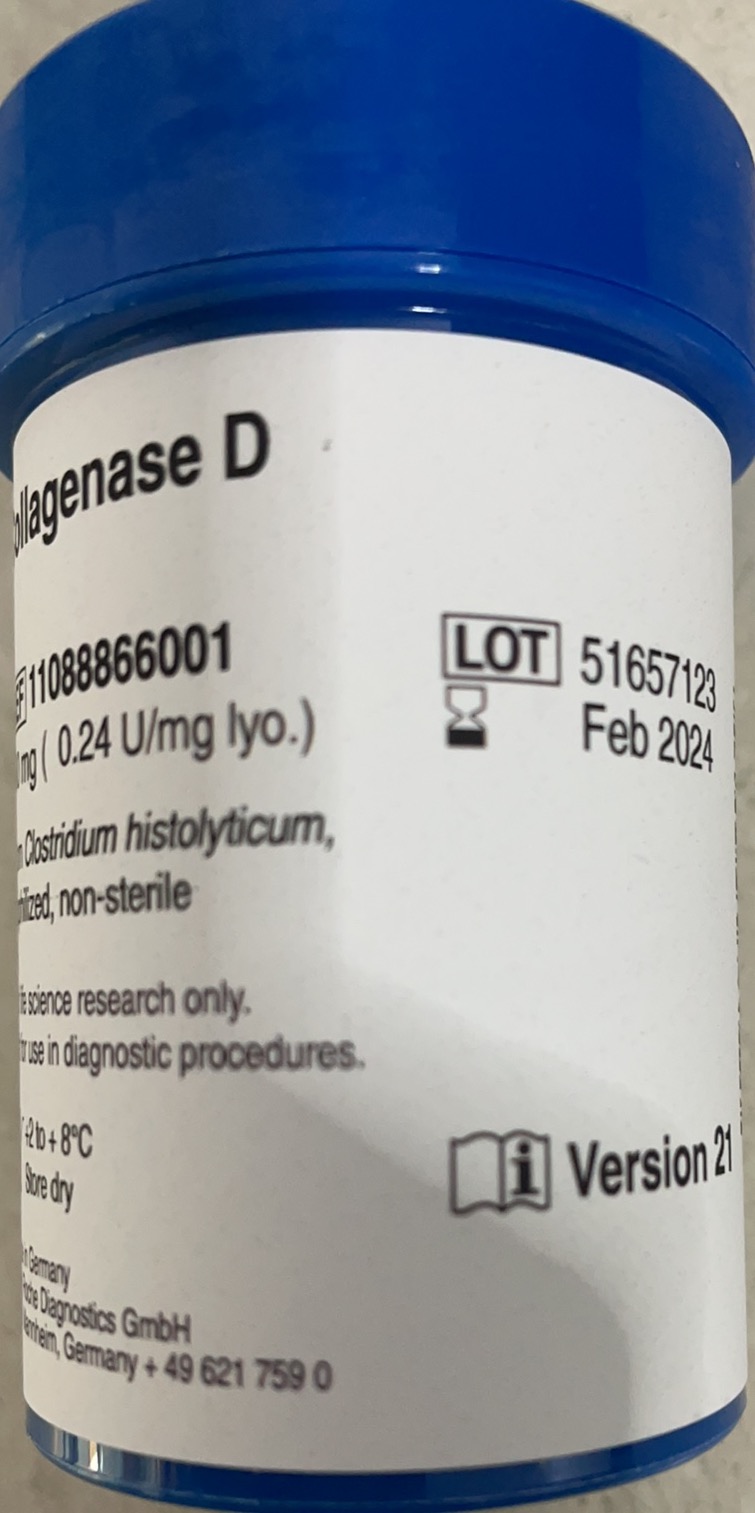 ollagenase D
11088866001
LOT 51657123
mg ( 0.24 U/mg lyo.)
Feb 2024
Clostridium histolyticum,
ilized, non-sterile
science research only.
use in diagnostic procedures.
+2 to + 8°C
Store dry
Version 21
Germany
Diagnostics GmbH
Germany + 49 621 759 0